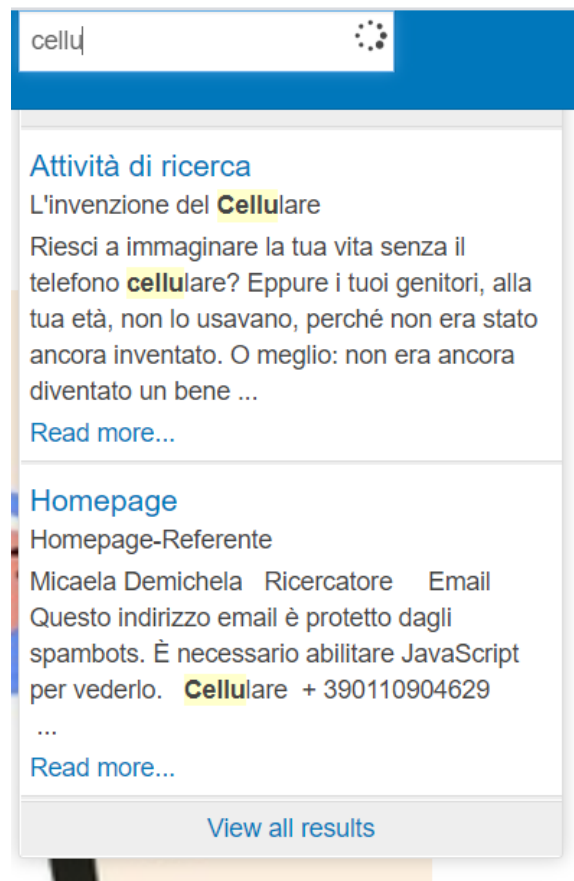 cellu
Attività di ricerca
L'invenzione del Cellulare
Riesci a immaginare la tua vita senza il
telefono cellulare? Eppure i tuoi genitori, alla
tua età, non lo usavano, perché non era stato
ancora inventato. O meglio: non era ancora
diventato un bene ...
Read more...
Homepage
Homepage-Referente
Micaela Demichela Ricercatore Email
Questo indirizzo email è protetto dagli
spambots. È necessario abilitare JavaScript
per vederlo. Cellulare + 390110904629
...
Read more...
View all results